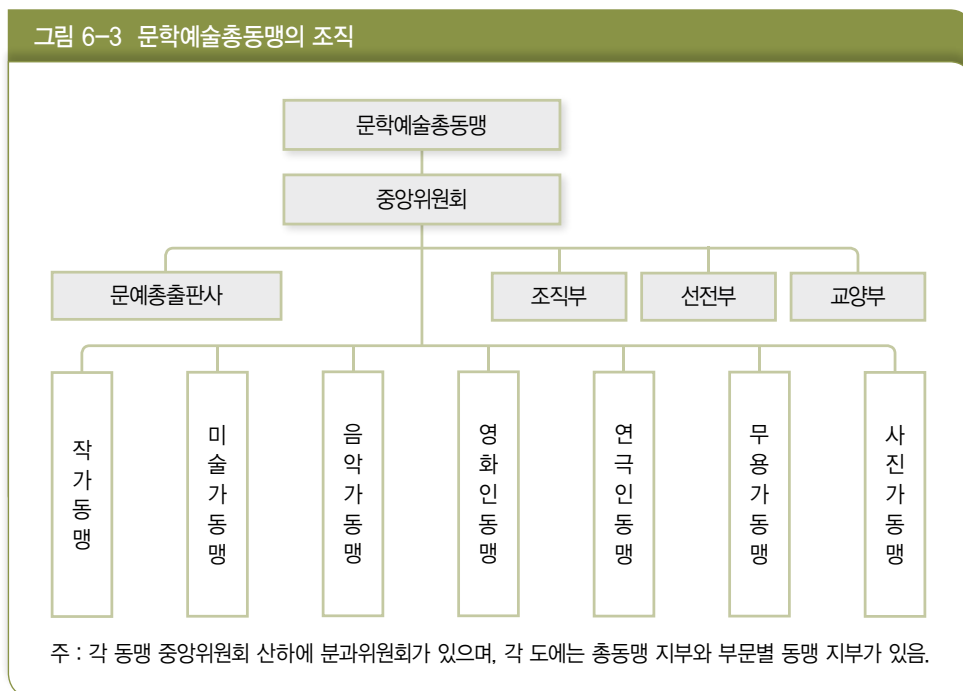 그림 6-3 문학예술총동맹의 조직
문학예술총동맹
중앙위원회
문예총출판사
조직부
선전부
교양부
작가동맹
미술가동맹
음악가동맹
영화인동맹
연극인동맹
무용가동맹
사진가동맹
주 : 각 동맹 중앙위원회 산하에 분과위원회가 있으며, 각 도에는 총동맹 지부와 부문별 동맹 지부가 있음.